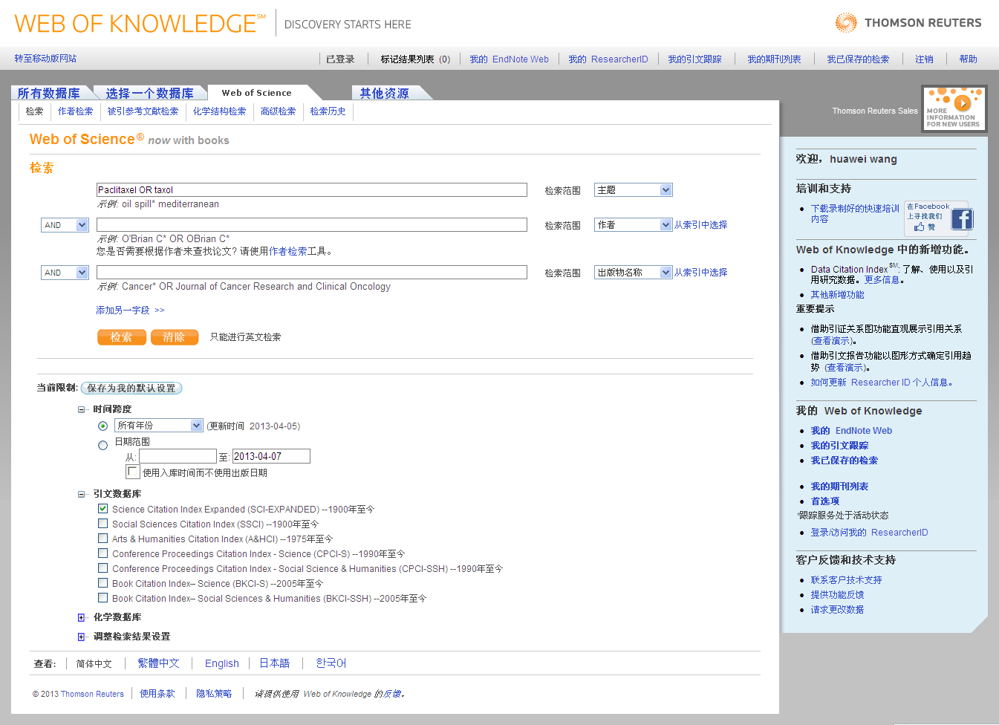 WEB OF KNOWLEDGE℠ DISCOVERY STARTS HERE
THOMSON REUTERS
转至移动版网站
已登录 标记结果列表 (0) 我的 EndNote Web 我的 ResearcherID 我的引文跟踪 我的期刊列表 我已保存的检索 注销 帮助
所有数据库 选择一个数据库 Web of Science 其他资源
检索 作者检索 被引参考文献检索 化学结构检索 高级检索 检索历史
Web of Science® now with books
检索
Paclitaxel OR taxol 检索范围 主题
示例: oil spill* mediterranean
AND 检索范围 作者 从索引中选择
示例: O'Brian C* OR OBrian C*
您是否需要根据作者来查找论文? 请使用作者检索工具。
AND 检索范围 出版物名称 从索引中选择
示例: Cancer* OR Journal of Cancer Research and Clinical Oncology
添加另一字段 >>
检索 清除 只能进行英文检索
当前限制: 保存为我的默认设置
时间跨度
所有年份 (更新时间 2013-04-05)
日期范围
从: 至: 2013-04-07
使用入库时间而不使用出版日期
引文数据库
Science Citation Index Expanded (SCI-EXPANDED) --1900年至今
Social Sciences Citation Index (SSCI) --1900年至今
Arts & Humanities Citation Index (A&HCI) --1975年至今
Conference Proceedings Citation Index - Science (CPCI-S) --1990年至今
Conference Proceedings Citation Index - Social Science & Humanities (CPCI-SSH) --1990年至今
Book Citation Index– Science (BKCI-S) --2005年至今
Book Citation Index– Social Sciences & Humanities (BKCI-SSH) --2005年至今
化学数据库
调整检索结果设置
查看: 简体中文 繁體中文 English 日本語 한국어
© 2013 Thomson Reuters 使用条款 隐私策略 请提供使用 Web of Knowledge 的反馈。
Thomson Reuters Sales
MORE
INFORMATION
FOR NEW USERS
欢迎, huawei wang
培训和支持
下载录制好的快速培训
内容
在Facebook
上寻找我们
赞
Web of Knowledge 中的新增功能。
Data Citation Index℠: 了解、使用以及引
用研究数据。更多信息。
其他新增功能
重要提示
借助引证关系图功能直观展示引用关系
(查看演示)。
借助引文报告功能以图形方式确定引用趋
势 (查看演示)。
如何更新 Researcher ID 个人信息。
我的 Web of Knowledge
我的 EndNote Web
我的引文跟踪
我已保存的检索
我的期刊列表
首选项
*跟踪服务处于活动状态
登录/访问我的 ResearcherID
客户反馈和技术支持
联系客户技术支持
提供功能反馈
请求更改数据